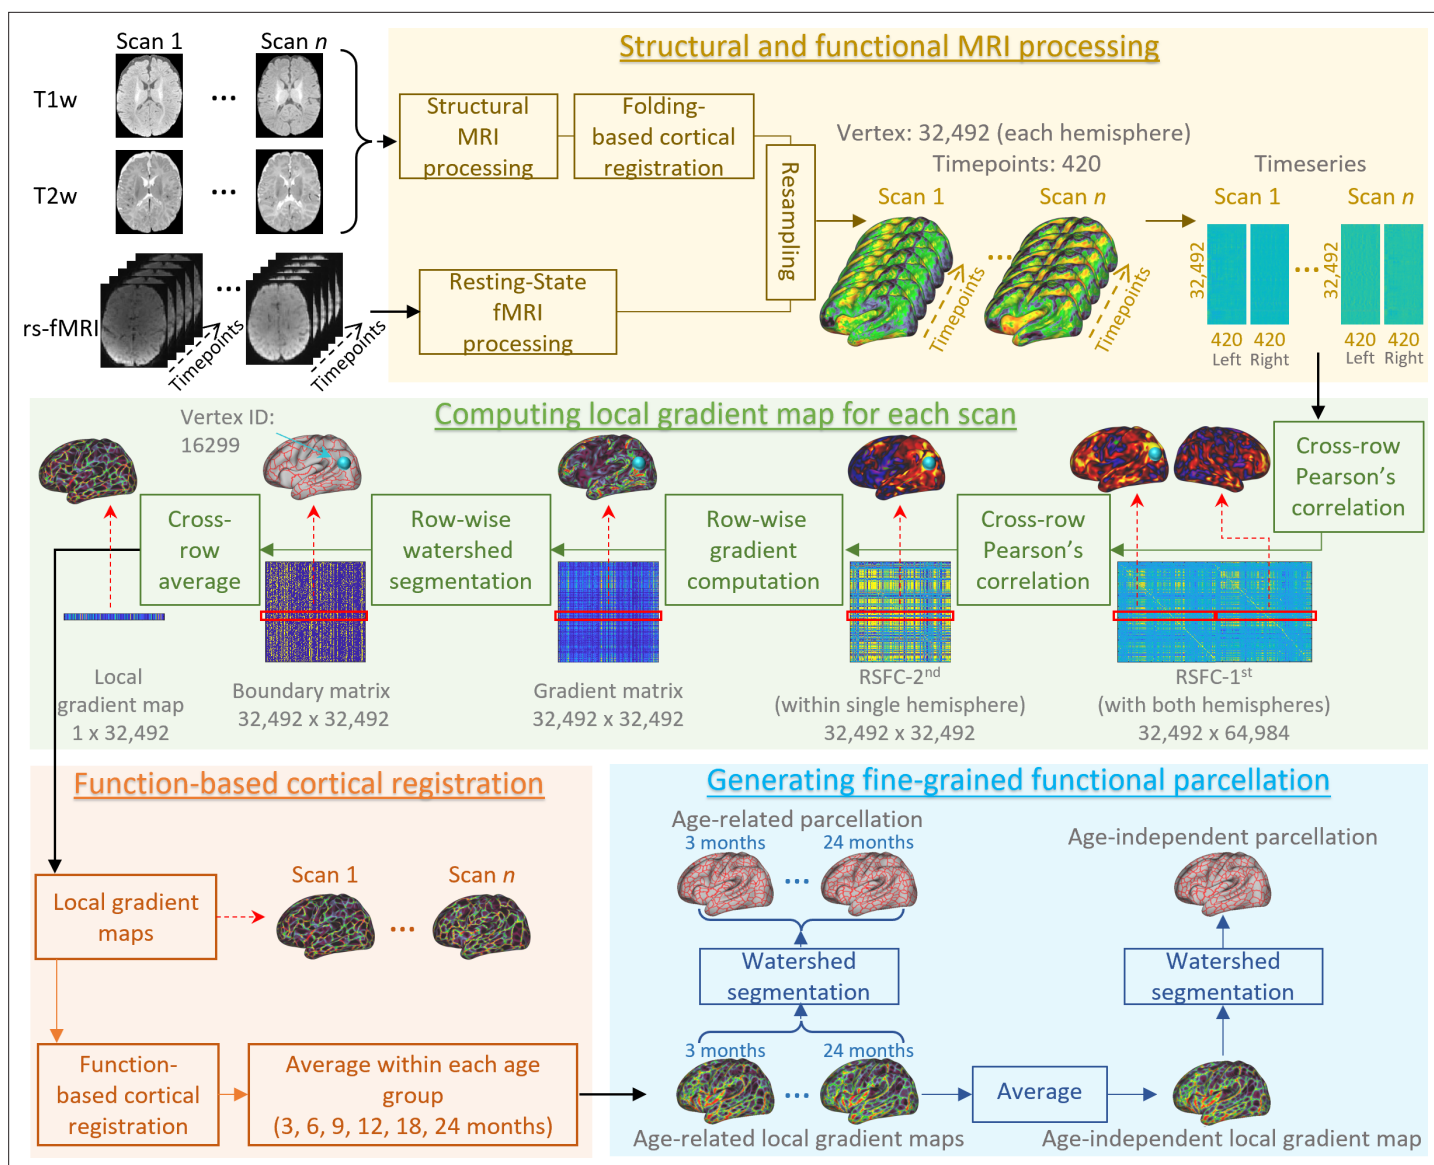 Scan 1
Scan n
T1w
T2w
rs-fMRI
Timepoints
Timepoints
Structural and functional MRI processing
Structural
MRI
processing
Folding-
based cortical
registration
Resampling
Resting-State
fMRI
processing
Vertex: 32,492 (each hemisphere)
Timepoints: 420
Scan 1
Scan n
Timepoints
Timepoints
Timeseries
Scan 1
Scan n
32,492
32,492
420
420
420
420
Left
Right
Left
Right
Computing local gradient map for each scan
Cross-row
Pearson's
correlation
Cross-row
Pearson's
correlation
Row-wise
gradient
computation
Row-wise
watershed
segmentation
Cross-
row
average
Vertex ID:
16299
Local
gradient map
1 x 32,492
Boundary matrix
32,492 x 32,492
Gradient matrix
32,492 x 32,492
RSFC-2nd
(within single hemisphere)
32,492 x 32,492
RSFC-1st
(with both hemispheres)
32,492 x 64,984
Function-based cortical registration
Local gradient
maps
Scan 1
Scan n
Function-
based cortical
registration
Average within each age
group
(3, 6, 9, 12, 18, 24 months)
Generating fine-grained functional parcellation
Age-related parcellation
3 months
24 months
Watershed
segmentation
3 months
24 months
Age-related local gradient maps
Average
Age-independent parcellation
Watershed
segmentation
Age-independent local gradient map